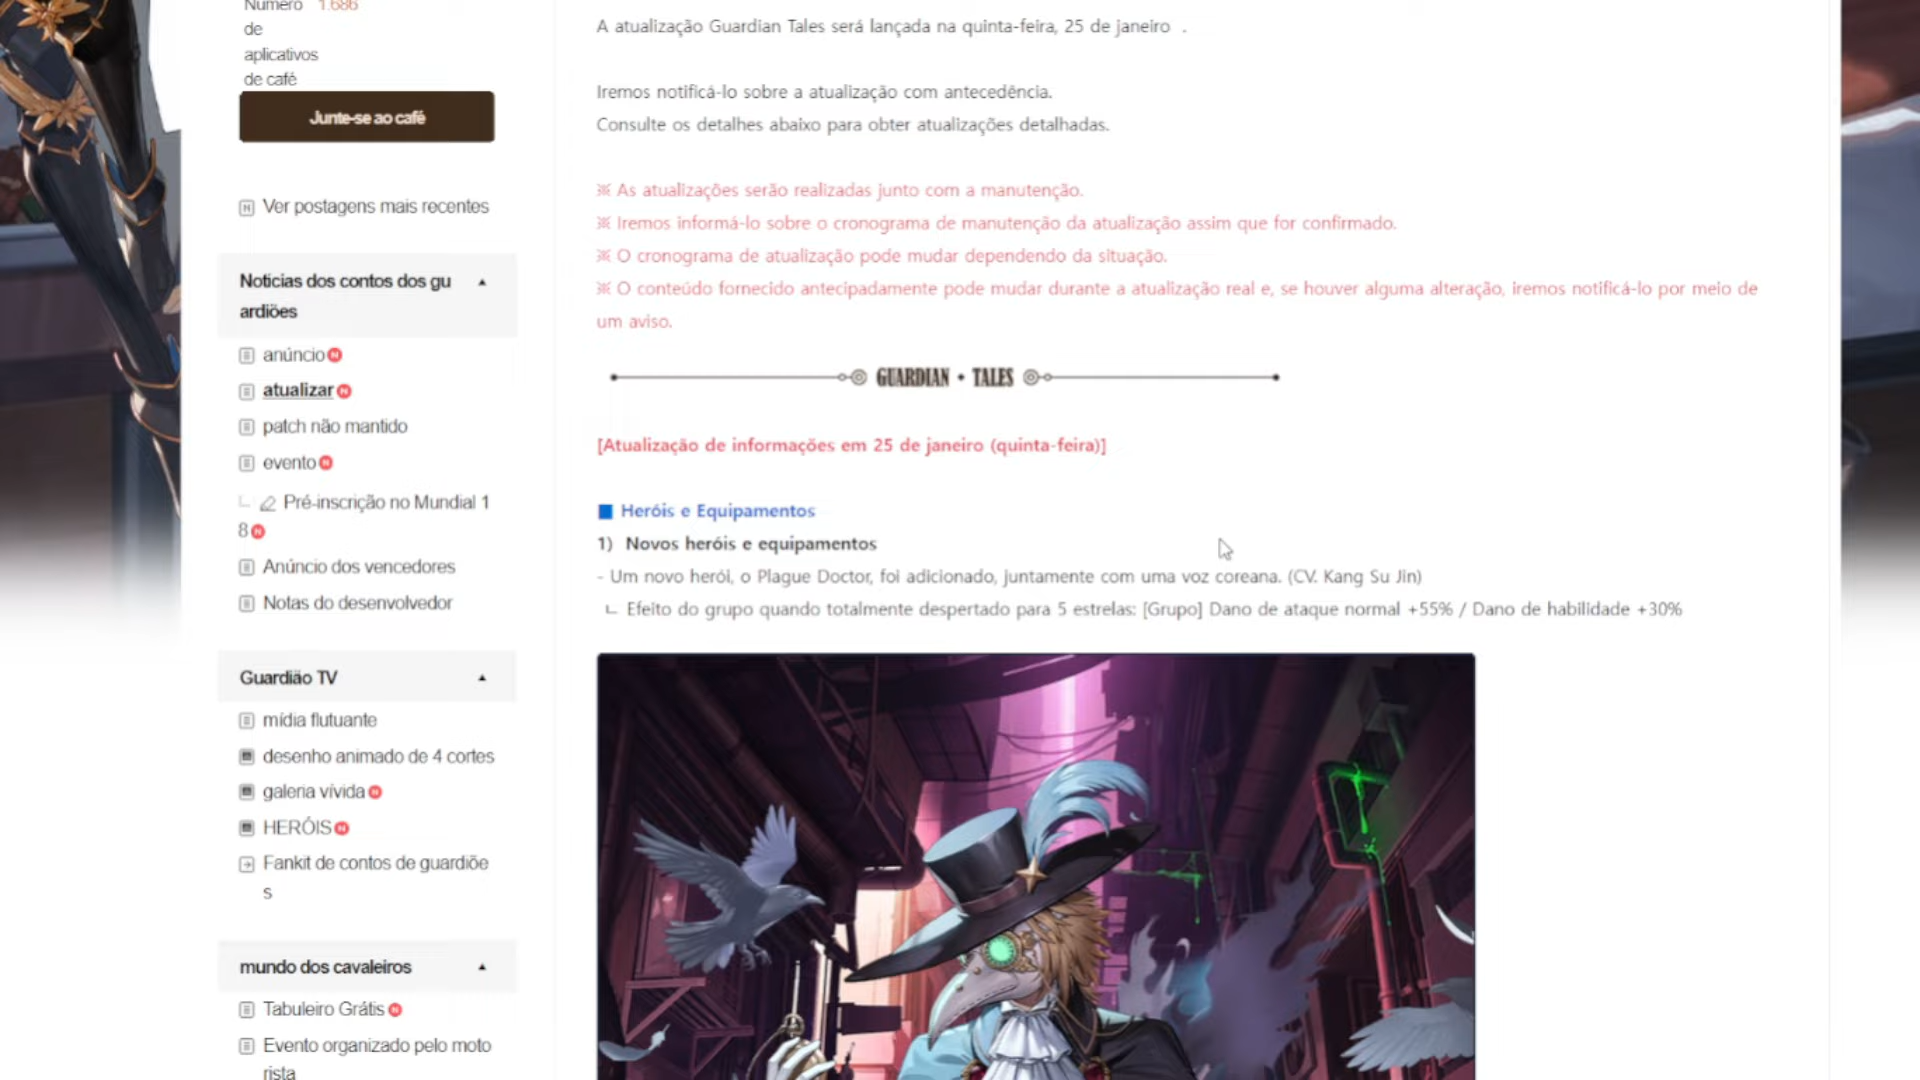 Número 1.686
de
aplicativos
de café
Junte-se ao café
Ver postagens mais recentes
Notícias dos contos dos gu
ardiões
anúncio
atualizar
patch não mantido
evento
Pré-inscrição no Mundial 1
8
Anúncio dos vencedores
Notas do desenvolvedor
Guardião TV
mídia flutuante
desenho animado de 4 cortes
galeria vívida
HERÓIS
Fankit de contos de guardiõe
s
mundo dos cavaleiros
Tabuleiro Grátis
Evento organizado pelo moto
rista
A atualização Guardian Tales será lançada na quinta-feira, 25 de janeiro .
Iremos notificá-lo sobre a atualização com antecedência.
Consulte os detalhes abaixo para obter atualizações detalhadas.
※ As atualizações serão realizadas junto com a manutenção.
※ Iremos informá-lo sobre o cronograma de manutenção da atualização assim que for confirmado.
※ O cronograma de atualização pode mudar dependendo da situação.
※ O conteúdo fornecido antecipadamente pode mudar durante a atualização real e, se houver alguma alteração, iremos notificá-lo por meio de
um aviso.
GUARDIAN • TALES
[Atualização de informações em 25 de janeiro (quinta-feira)]
■ Heróis e Equipamentos
1) Novos heróis e equipamentos
- Um novo herói, o Plague Doctor, foi adicionado, juntamente com uma voz coreana. (CV. Kang Su Jin)
ㄴ Efeito do grupo quando totalmente despertado para 5 estrelas: [Grupo] Dano de ataque normal +55% / Dano de habilidade +30%